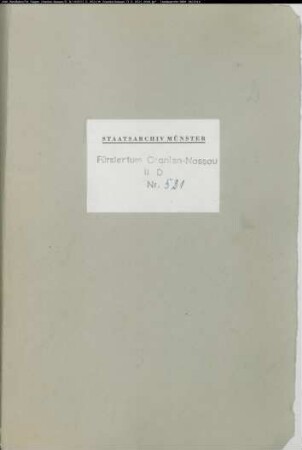 STAATSARCHIV MÜNSTER
Fürstentum Oranien-Nassau
II D
Nr. 521